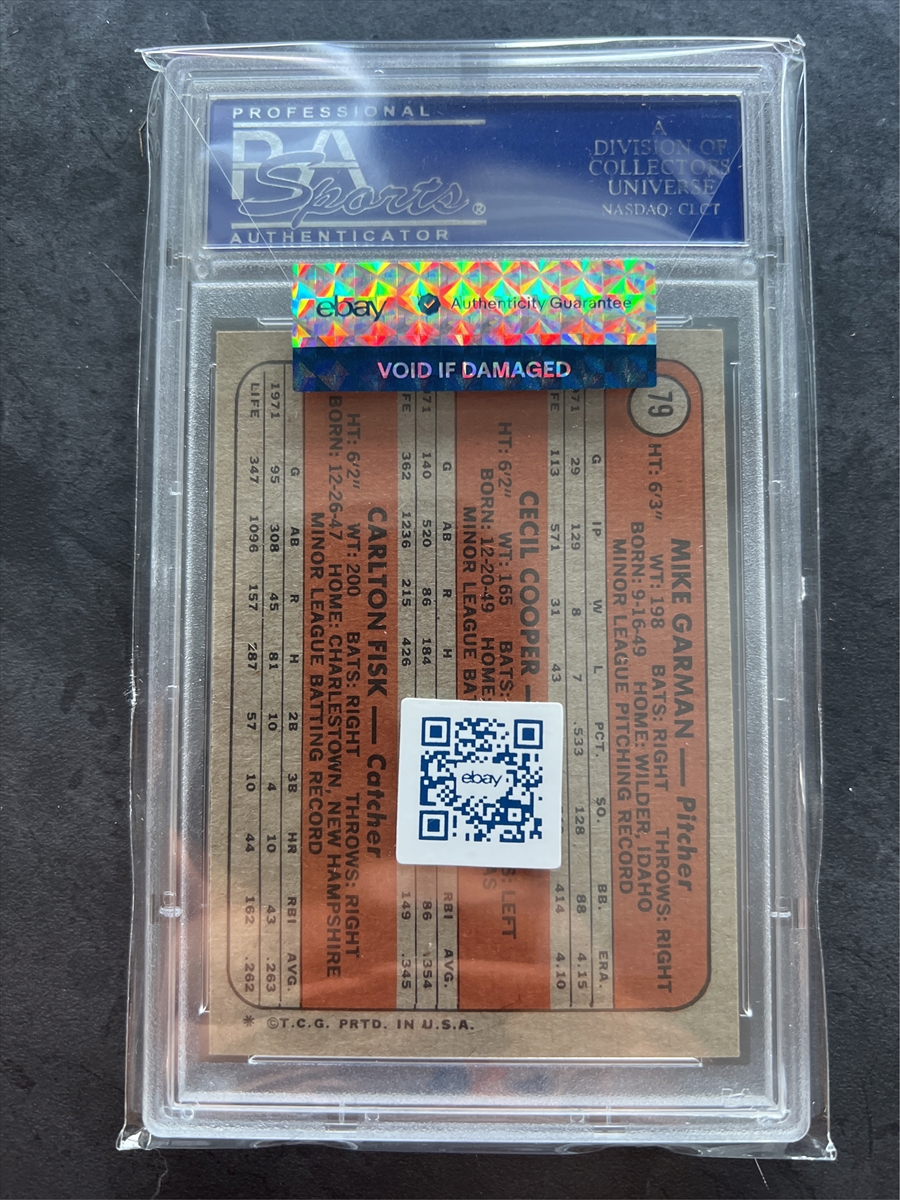 PROFESSIONAL
PSA
Sports®
AUTHENTICATOR
A
DIVISION OF
COLLECTORS
UNIVERSE
NASDAQ: CLCT
ebay Authenticity Guarantee
VOID IF DAMAGED
79
MIKE GARMAN — Pitcher
HT: 6'3" WT: 198 BATS: RIGHT THROWS: RIGHT
BORN: 9-16-49 HOME: WILDER, IDAHO
MINOR LEAGUE PITCHING RECORD
G IP W L PCT. SO. BB. ERA.
71 29 129 8 7 .533 128 88 4.15
FE 113 571 31 43 414 4.10
CECIL COOPER —
HT: 6'2" WT: 165 BATS: LEFT
BORN: 12-20-49 HOME:
MINOR LEAGUE
G AB R H RBI AVG.
71 140 520 86 184 86 .354
FE 362 1236 215 426 149 .345
CARLTON FISK — Catcher
HT: 6'2" WT: 200 BATS: RIGHT THROWS: RIGHT
BORN: 12-26-47 HOME: CHARLESTOWN, NEW HAMPSHIRE
MINOR LEAGUE BATTING RECORD
G AB R H 2B 3B HR RBI AVG.
1971 95 308 45 81 10 4 10 43 .263
LIFE 347 1096 157 287 57 10 44 162 .262
* ©T.C.G. PRTD. IN U.S.A.
ebay